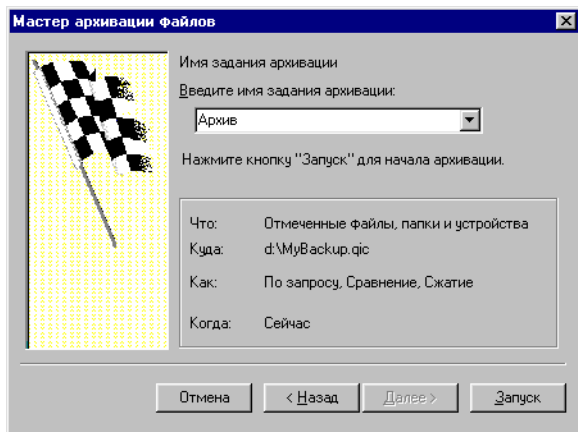 Мастер архивации файлов
Имя задания архивации
Введите имя задания архивации:
Архив
Нажмите кнопку "Запуск" для начала архивации.
Что: Отмеченные файлы, папки и устройства
Куда: d:\MyBackup.qic
Как: По запросу, Сравнение, Сжатие
Когда: Сейчас
Отмена < Назад Далее > Запуск